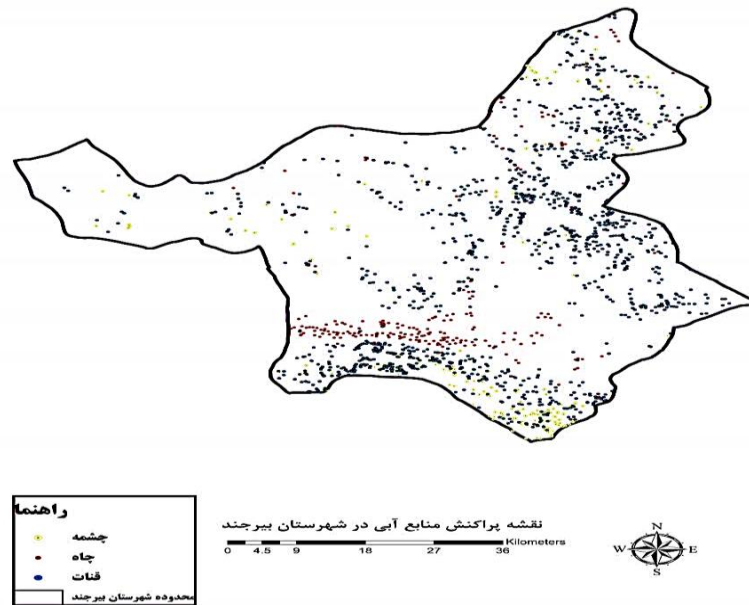 راهنما
چشمه
چاه
قنات
محدوده شهرستان بیرجند
نقشه پراکنش منابع آبی در شهرستان بیرجند
0 4.5 9 18 27 36 Kilometers
N
W E
S